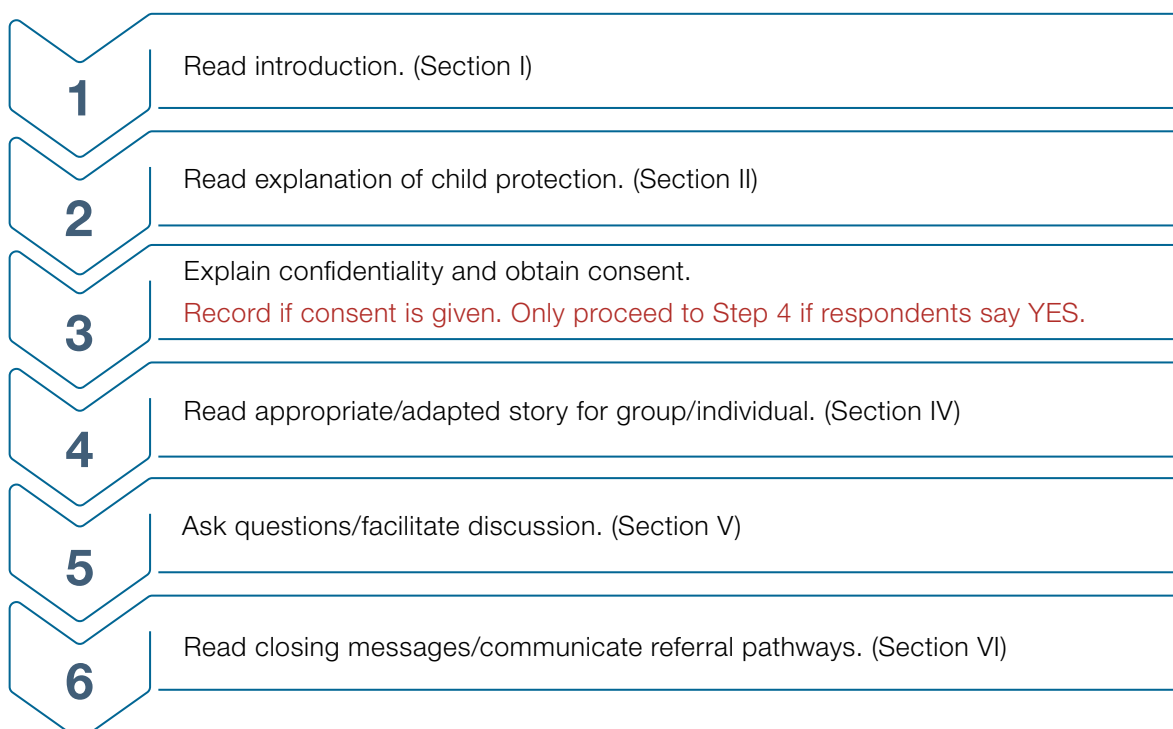 1
Read introduction. (Section I)
2
Read explanation of child protection. (Section II)
3
Explain confidentiality and obtain consent.
Record if consent is given. Only proceed to Step 4 if respondents say YES.
4
Read appropriate/adapted story for group/individual. (Section IV)
5
Ask questions/facilitate discussion. (Section V)
6
Read closing messages/communicate referral pathways. (Section VI)